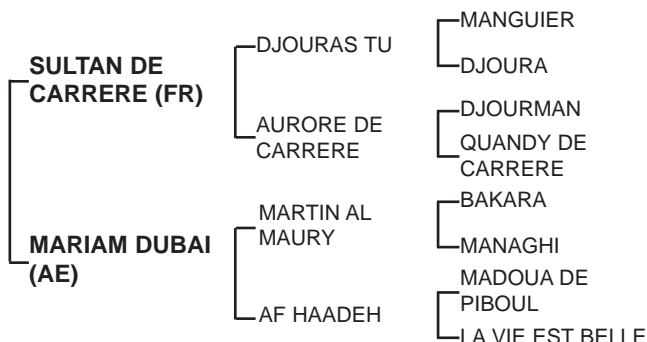 SULTAN DE
CARRERE (FR)
DJOURAS TU
MANGUIER
DJOURA
AURORE DE
CARRERE
DJOURMAN
QUANDY DE
CARRERE
MARIAM DUBAI
(AE)
MARTIN AL
MAURY
BAKARA
MANAGHI
AF HAADEH
MADOUA DE
PIBOUL
LA VIE EST BELLE